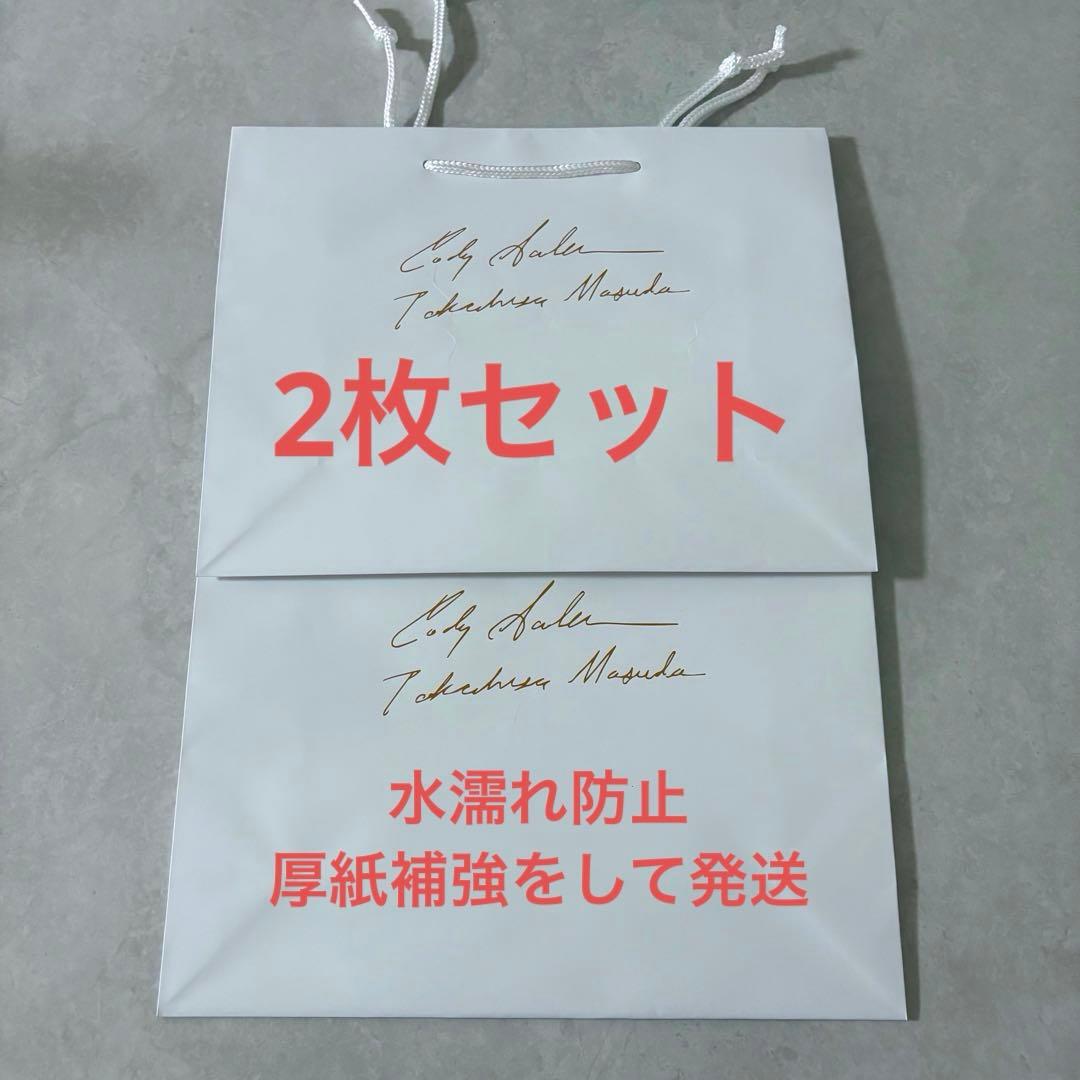 Cody Sanderson
Takahisa Masuda
2枚セット
Cody Sanderson
Takahisa Masuda
水濡れ防止
厚紙補強をして発送